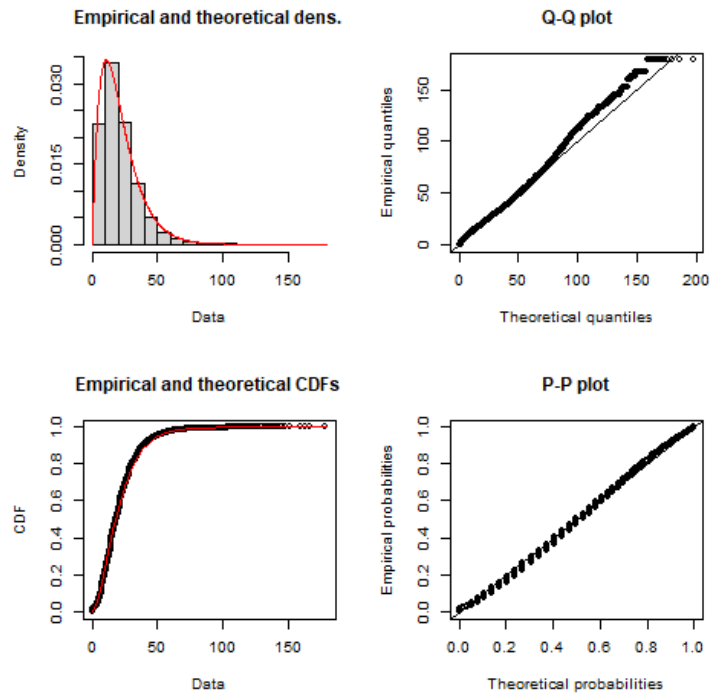 Empirical and theoretical dens.
Density
0.000 0.015 0.030
0 50 100 150
Data
Q-Q plot
Empirical quantiles
0 50 100 150
0 50 100 150 200
Theoretical quantiles
Empirical and theoretical CDFs
CDF
0.0 0.2 0.4 0.6 0.8 1.0
0 50 100 150
Data
P-P plot
Empirical probabilities
0.0 0.2 0.4 0.6 0.8 1.0
0.0 0.2 0.4 0.6 0.8 1.0
Theoretical probabilities